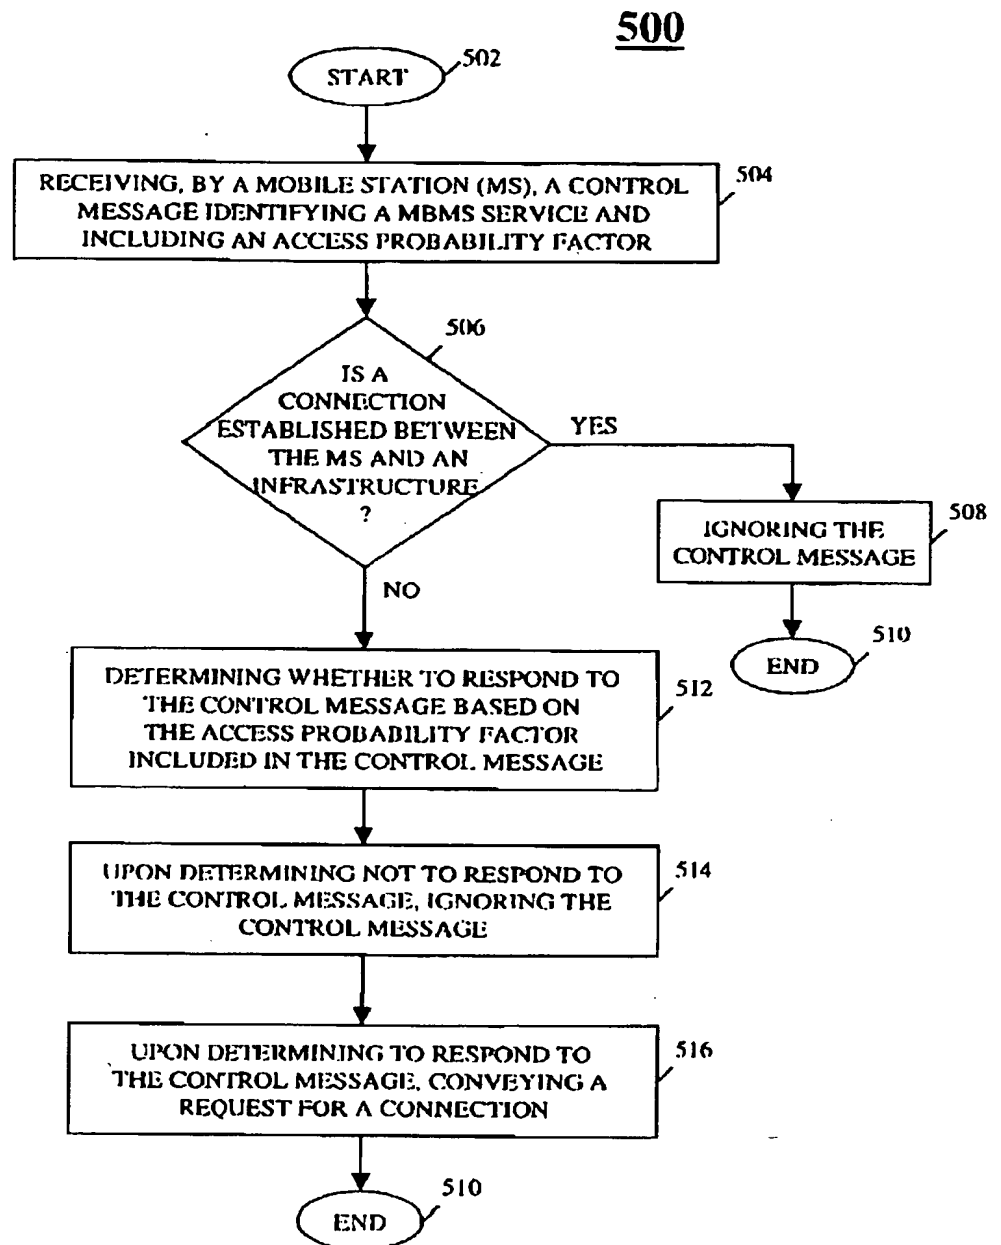 500
START
502
RECEIVING, BY A MOBILE STATION (MS), A CONTROL
MESSAGE IDENTIFYING A MBMS SERVICE AND
INCLUDING AN ACCESS PROBABILITY FACTOR
504
506
IS A
CONNECTION
ESTABLISHED BETWEEN
THE MS AND AN
INFRASTRUCTURE
?
YES
NO
IGNORING THE
CONTROL MESSAGE
508
END
510
DETERMINING WHETHER TO RESPOND TO
THE CONTROL MESSAGE BASED ON
THE ACCESS PROBABILITY FACTOR
INCLUDED IN THE CONTROL MESSAGE
512
UPON DETERMINING NOT TO RESPOND TO
THE CONTROL MESSAGE, IGNORING THE
CONTROL MESSAGE
514
UPON DETERMINING TO RESPOND TO
THE CONTROL MESSAGE, CONVEYING A
REQUEST FOR A CONNECTION
516
END
510